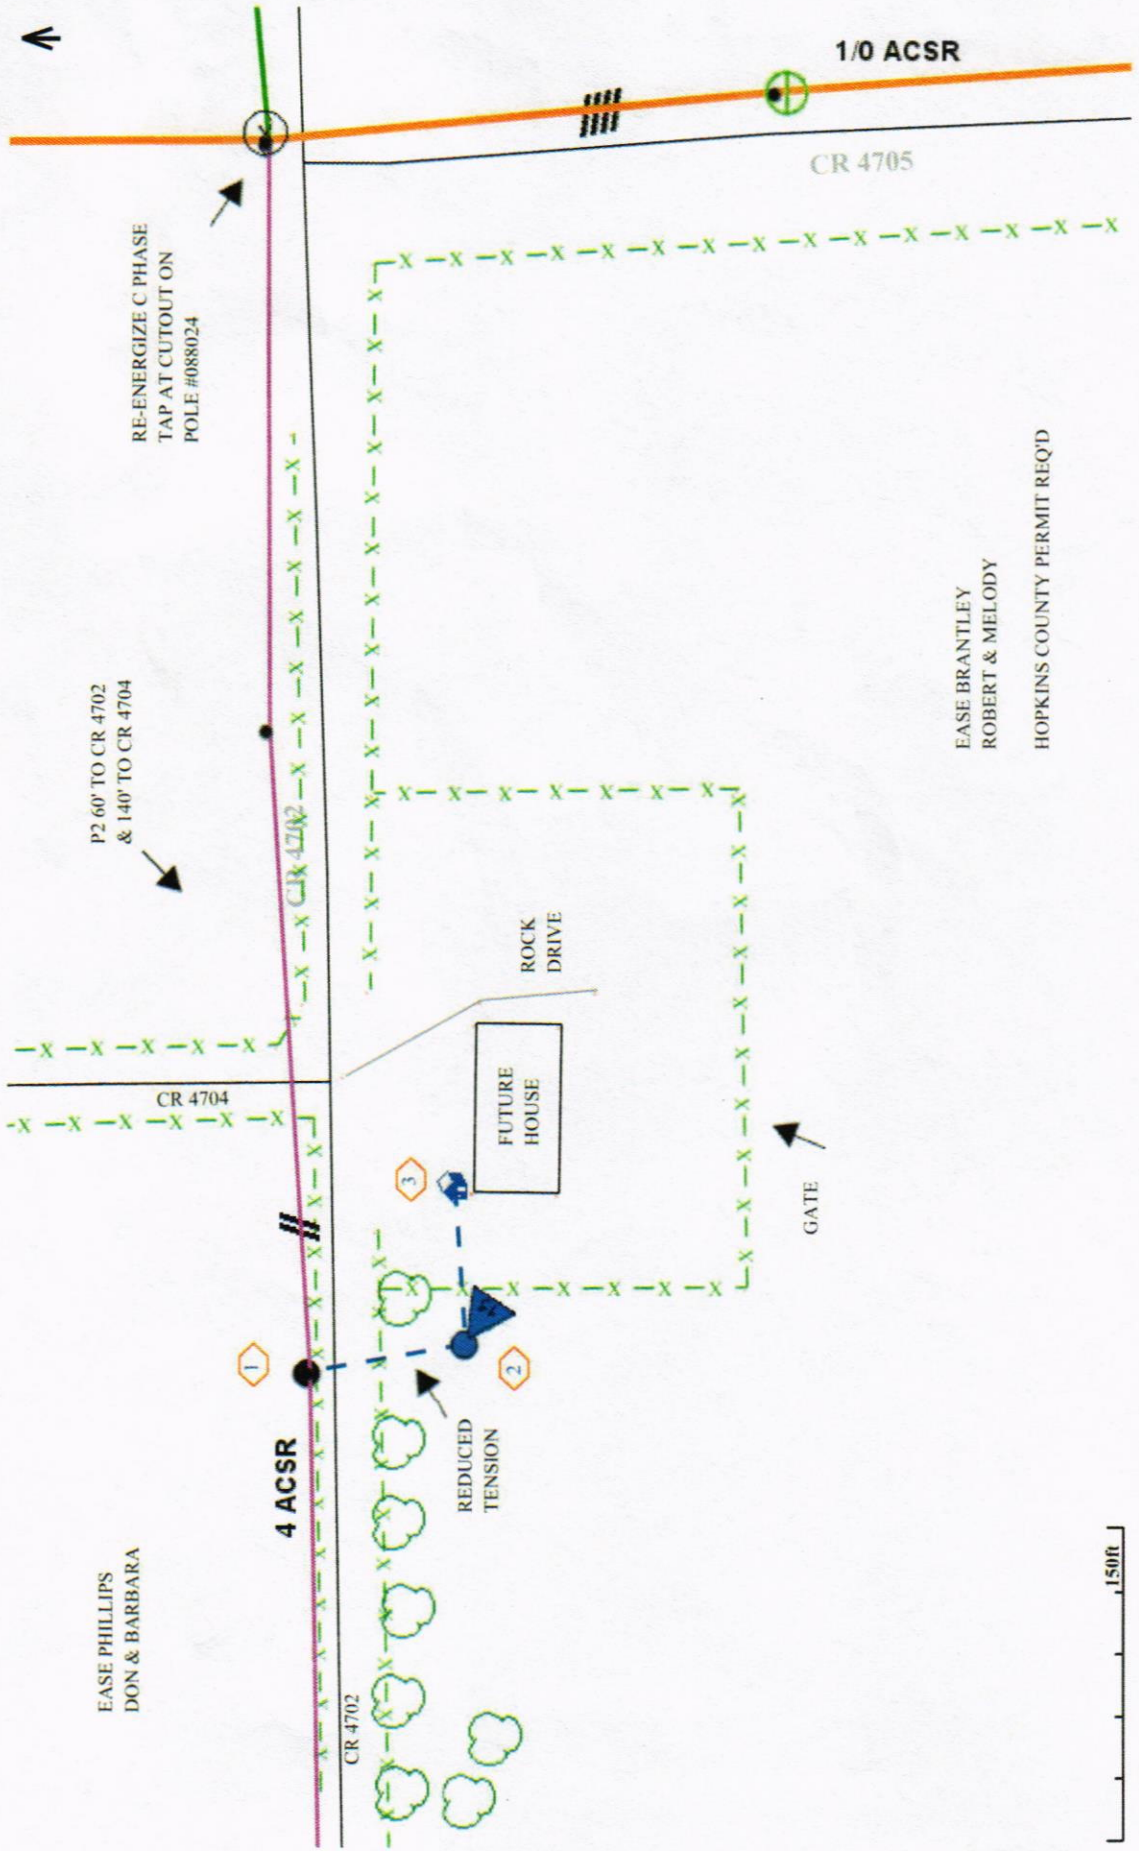 EASE PHILLIPS
DON & BARBARA
P2 60' TO CR 4702
& 140' TO CR 4704
RE-ENERGIZE C PHASE
TAP AT CUTOUT ON
POLE #088024
1/0 ACSR
CR 4705
CR 4704
CR 4702
4 ACSR
1
2
3
CR 4702
REDUCED
TENSION
FUTURE
HOUSE
ROCK
DRIVE
GATE
EASE BRANTLEY
ROBERT & MELODY
HOPKINS COUNTY PERMIT REQ'D
150ft